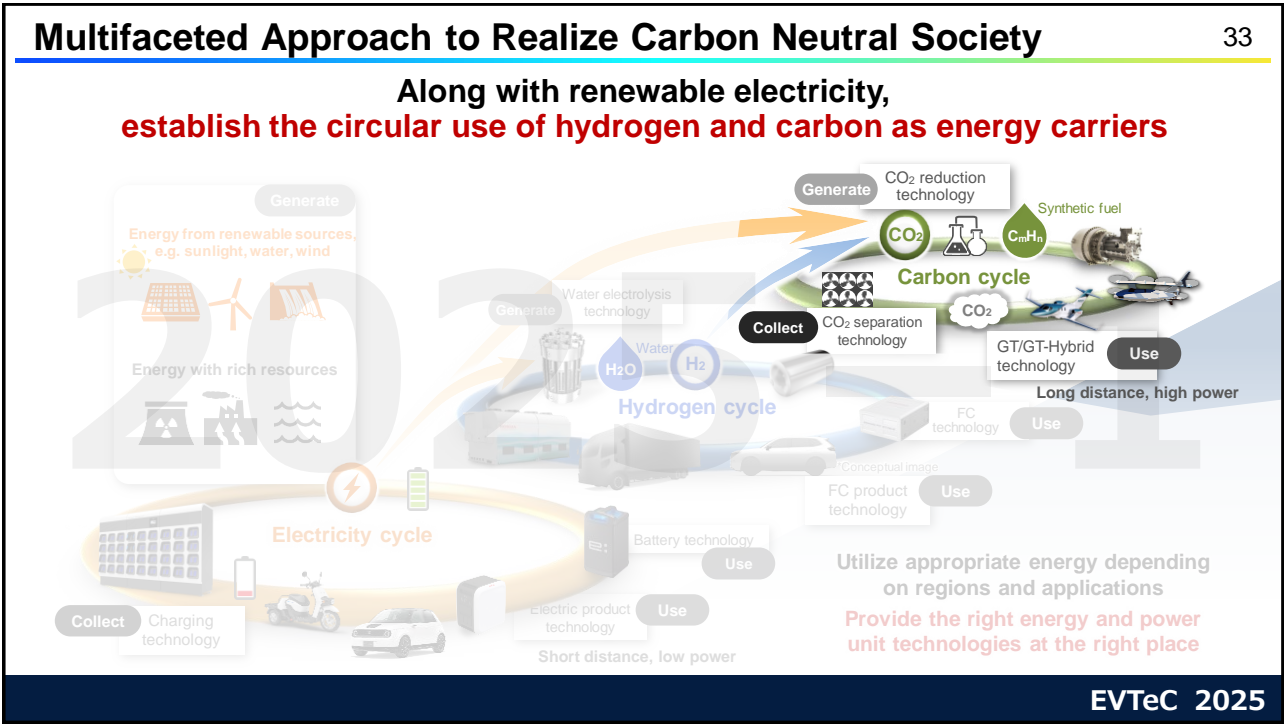 Multifaceted Approach to Realize Carbon Neutral Society
33
Along with renewable electricity,
establish the circular use of hydrogen and carbon as energy carriers
Generate
CO₂ reduction
technology
Synthetic fuel
CO₂
CmHn
Carbon cycle
CO₂
Collect
CO₂ separation
technology
GT/GT-Hybrid
technology
Use
Long distance, high power
Generate
Energy from renewable sources,
e.g. sunlight, water, wind
Energy with rich resources
Generate
Water electrolysis
technology
Water
H₂O
H₂
Hydrogen cycle
FC
technology
Use
*Conceptual image
FC product
technology
Use
Electricity cycle
Battery technology
Use
Collect
Charging
technology
Electric product
technology
Use
Short distance, low power
Utilize appropriate energy depending
on regions and applications
Provide the right energy and power
unit technologies at the right place
2025-1
EVTeC 2025